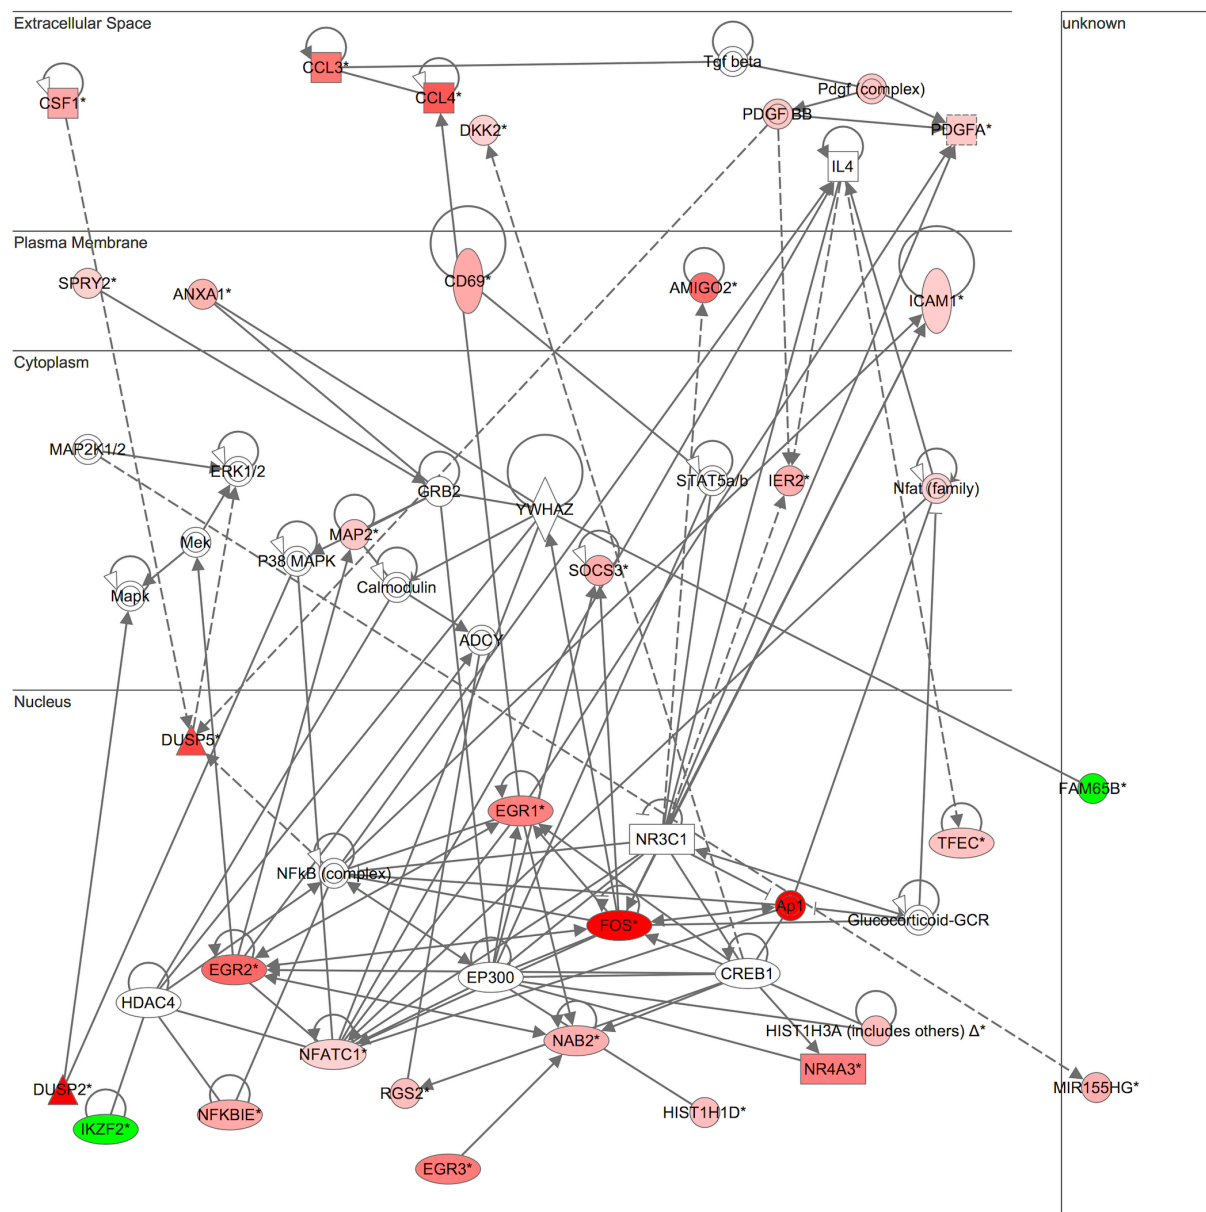 Extracellular Space
unknown
CCL3*
Tgf beta
CSF1*
CCL4*
Pdgf (complex)
DKK2*
PDGF BB
PDGFA*
IL4
Plasma Membrane
SPRY2*
ANXA1*
CD69*
AMIGO2*
ICAM1*
Cytoplasm
MAP2K1/2
ERK1/2
GRB2
YWHAZ
STAT5a/b
IER2*
Nfat (family)
MAP2*
Mek
P38 MAPK
SOCS3*
Mapk
Calmodulin
ADCY
Nucleus
DUSP5*
FAM65B*
EGR1*
NR3C1
TFEC*
NFkB (complex)
Ap1
FOS*
Glucocorticoid-GCR
EGR2*
EP300
CREB1
HDAC4
NFATC1*
NAB2*
HIST1H3A (includes others) Δ*
NR4A3*
DUSP2*
RGS2*
MIR155HG*
NFKBIE*
HIST1H1D*
IKZF2*
EGR3*